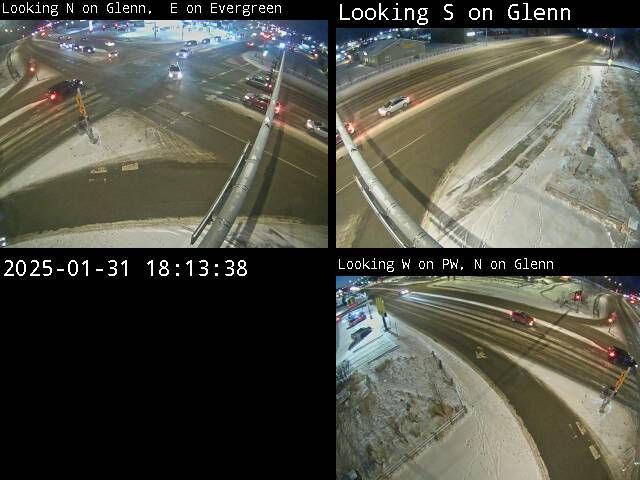 Looking N on Glenn,  E on Evergreen
Looking S on Glenn
2025-01-31 18:13:38
Looking W on PW, N on Glenn